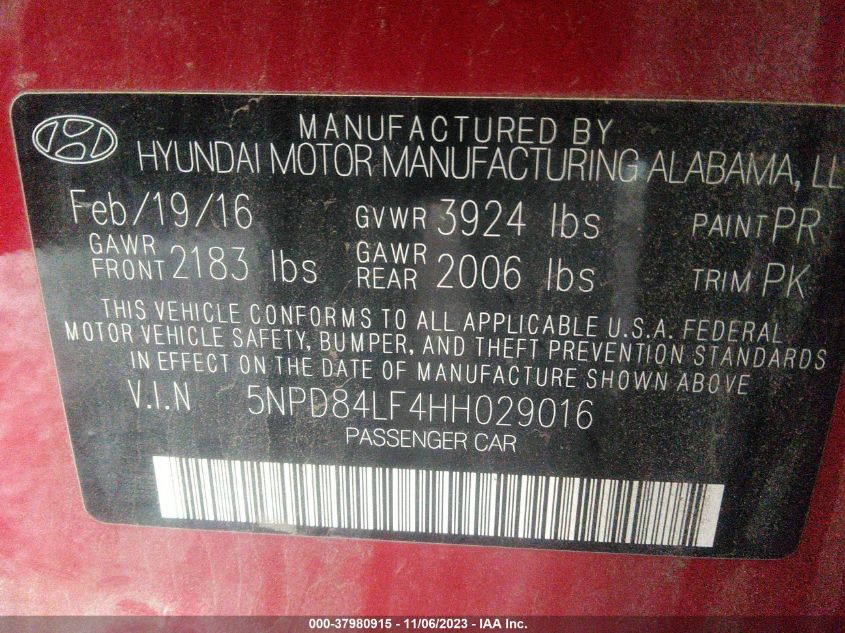 MANUFACTURED BY
HYUNDAI MOTOR MANUFACTURING ALABAMA, LL
Feb/19/16 GVWR 3924 lbs PAINT PR
GAWR FRONT 2183 lbs GAWR REAR 2006 lbs TRIM PK
THIS VEHICLE CONFORMS TO ALL APPLICABLE U.S.A. FEDERAL
MOTOR VEHICLE SAFETY, BUMPER, AND THEFT PREVENTION STANDARDS
IN EFFECT ON THE DATE OF MANUFACTURE SHOWN ABOVE
V.I.N 5NPD84LF4HH029016
PASSENGER CAR
000-37980915 - 11/06/2023 - IAA Inc.